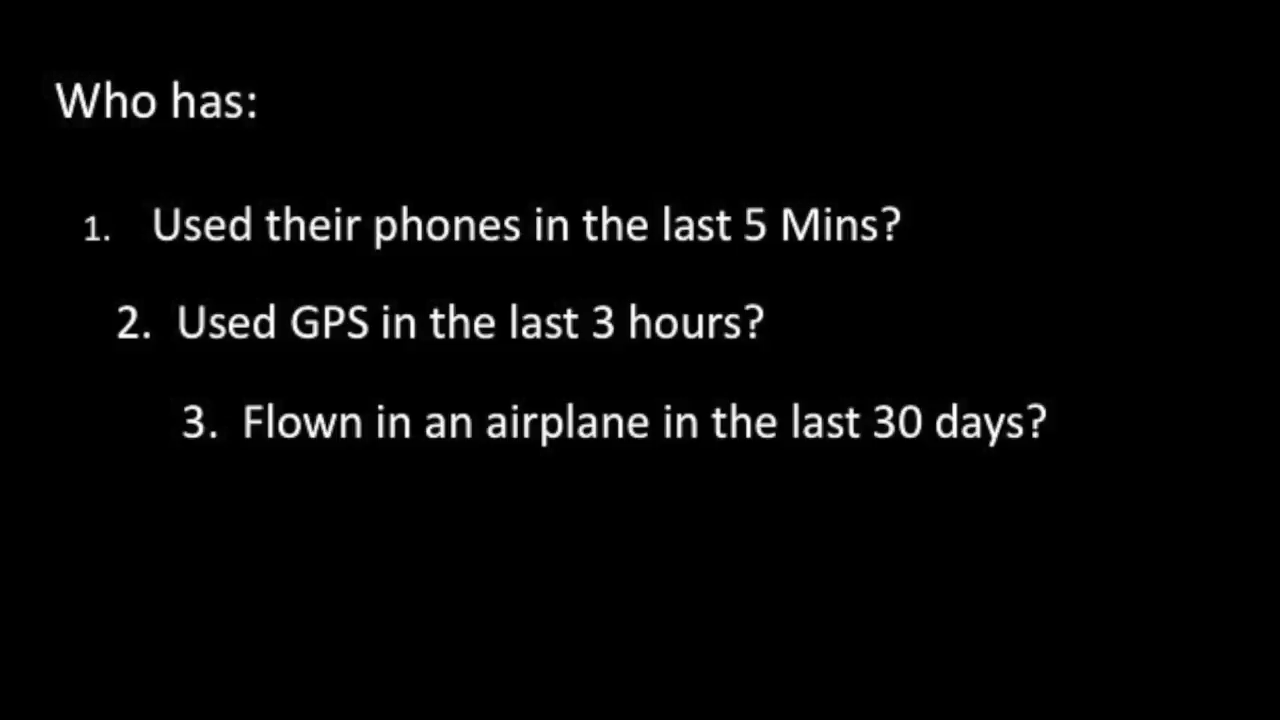 Who has:
1. Used their phones in the last 5 Mins?
2. Used GPS in the last 3 hours?
3. Flown in an airplane in the last 30 days?